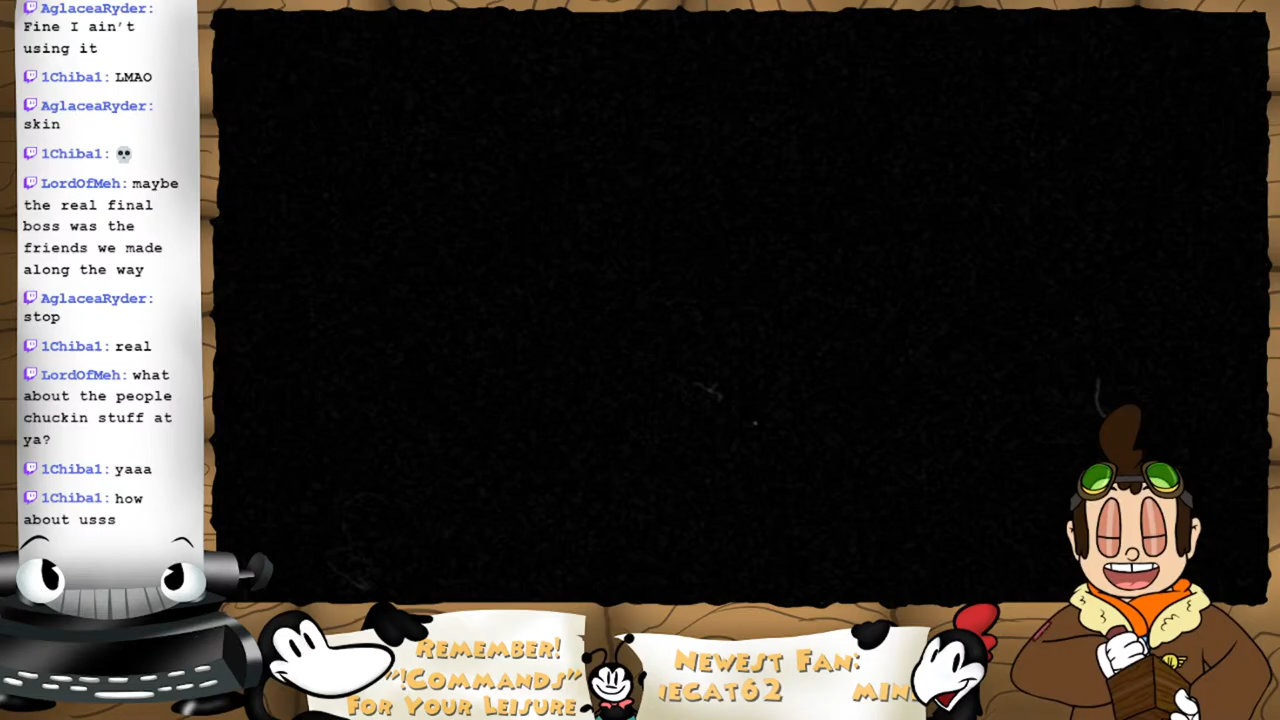 AglaceaRyder:
Fine I ain't
using it
1Chiba1: LMAO
AglaceaRyder:
skin
1Chiba1: 💀
LordOfMeh: maybe
the real final
boss was the
friends we made
along the way
AglaceaRyder:
stop
1Chiba1: real
LordOfMeh: what
about the people
chuckin stuff at
ya?
1Chiba1: yaaa
1Chiba1: how
about usss
Remember!
"!Commands"
For Your Leisure
Newest Fan:
necat62 min